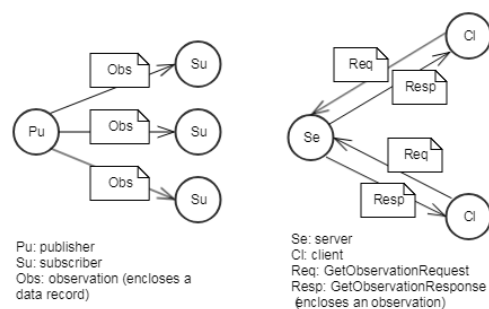 Pu
Obs
Su
Obs
Su
Obs
Su
Pu: publisher
Su: subscriber
Obs: observation (encloses a
data record)
Cl
Req
Resp
Se
Req
Resp
Cl
Se: server
Cl: client
Req: GetObservationRequest
Resp: GetObservationResponse
(encloses an observation)